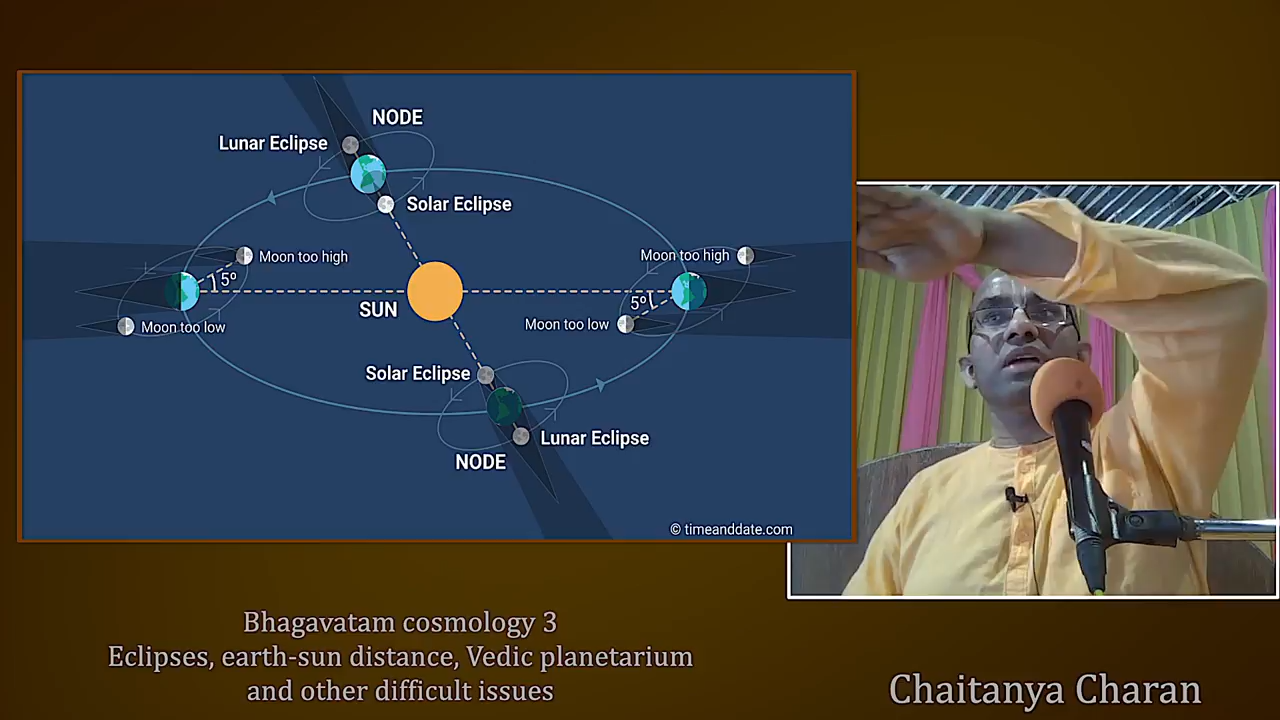 NODE
Lunar Eclipse
Solar Eclipse
Moon too high
5º
Moon too low
SUN
Moon too high
5º
Moon too low
Solar Eclipse
Lunar Eclipse
NODE
© timeanddate.com
Bhagavatam cosmology 3
Eclipses, earth-sun distance, Vedic planetarium
and other difficult issues
Chaitanya Charan